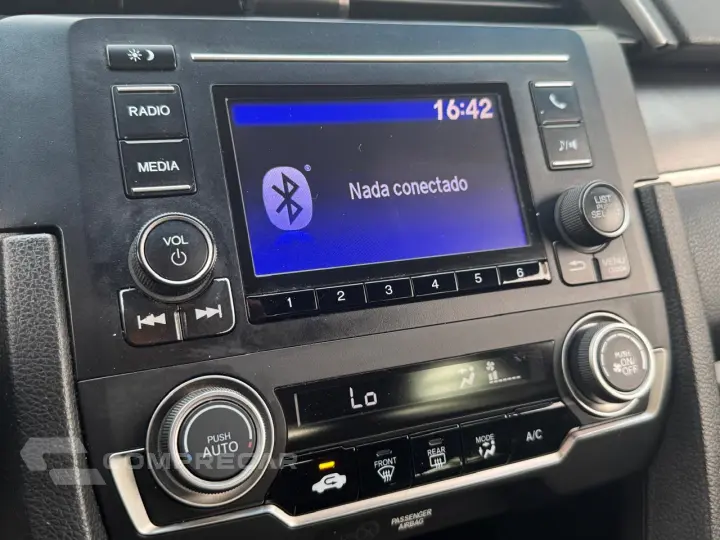 RADIO
MEDIA
16:42
Nada conectado
®
VOL
LIST
MENU
1 2 3 4 5 6
Lo
PUSH
AUTO
PUSH
ON/
OFF
FRONT
REAR
MODE
A/C
PASSENGER
AIRBAG
COMPRECAR